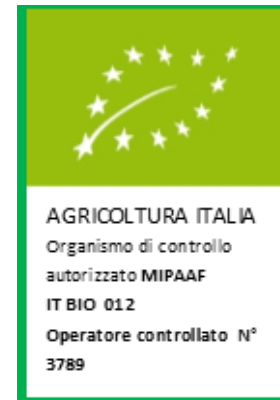 AGRICOLTURA ITALIA
Organismo di controllo
autorizzato MIPAAF
IT BIO 012
Operatore controllato N°
3789